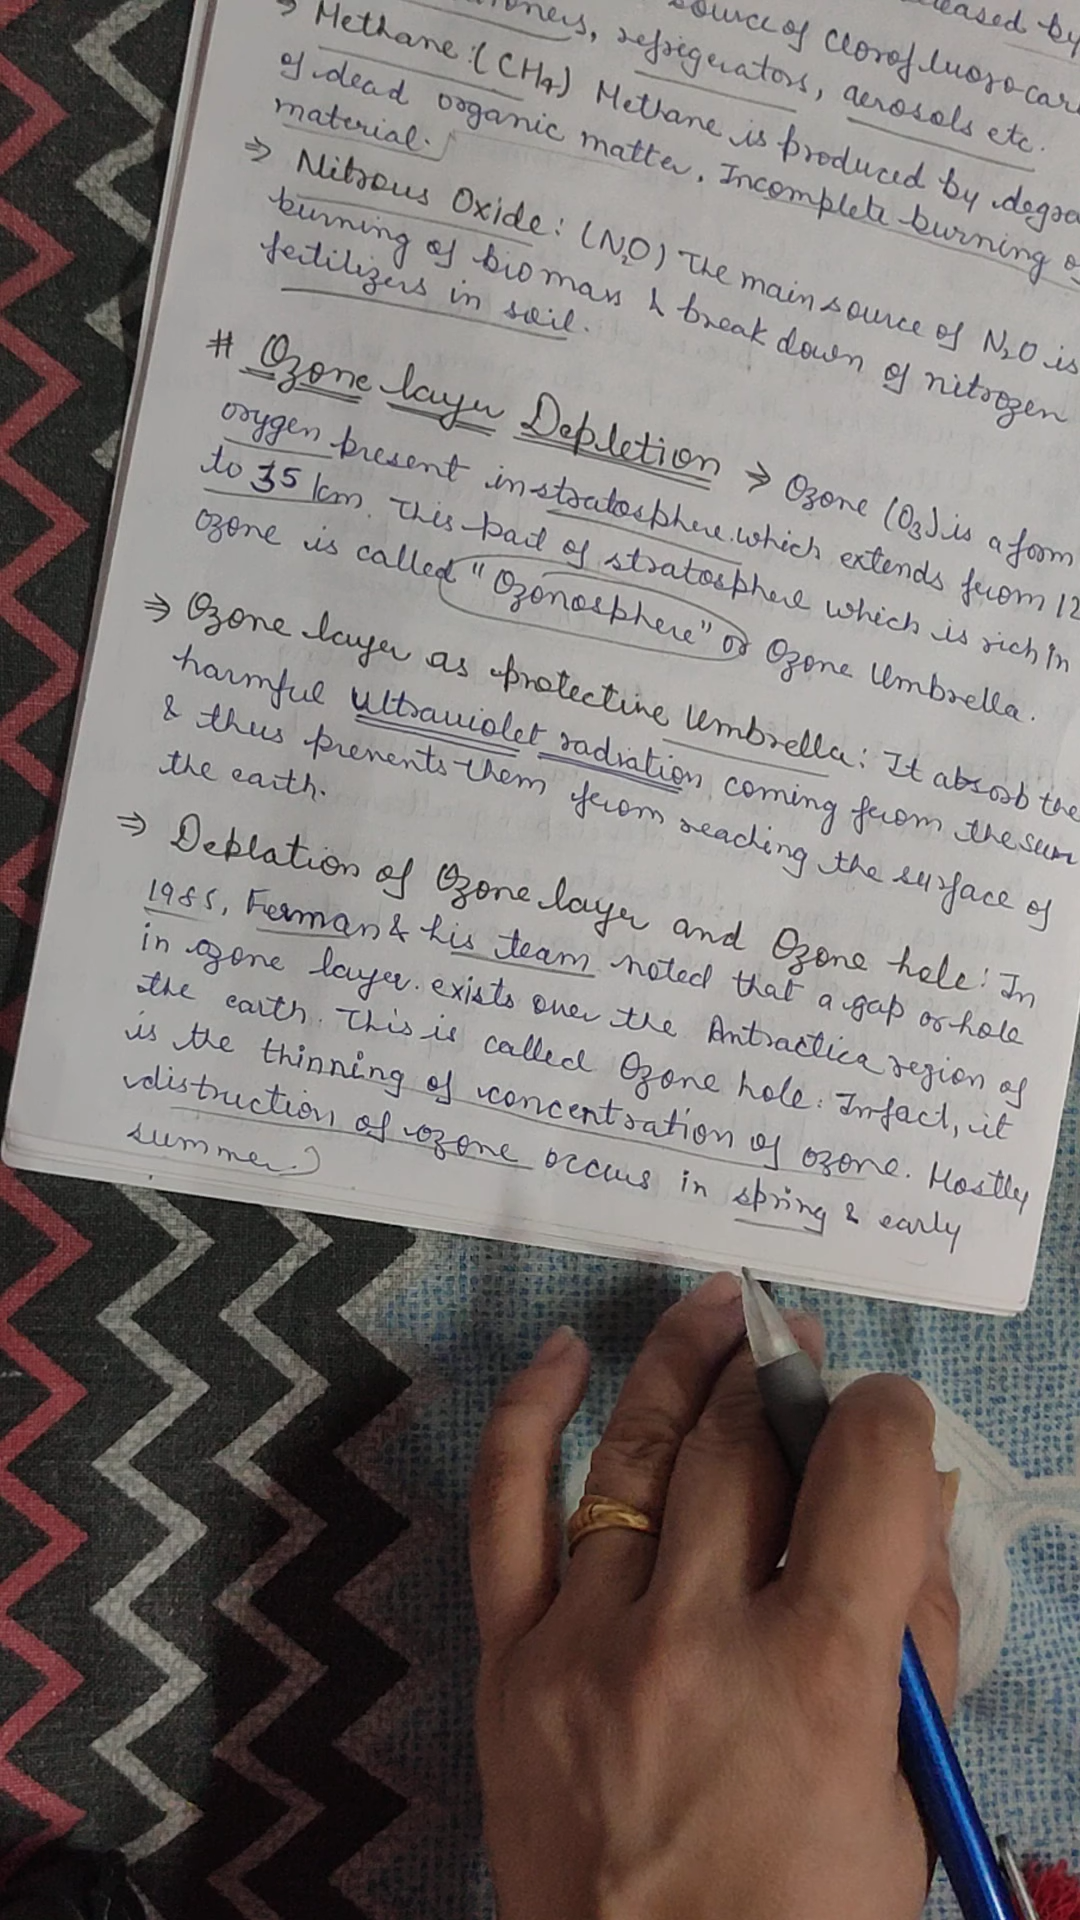 source of Clorofluoro car
, refrigerators, aerosols etc.
⇒ Methane: (CH4) Methane is produced by degra
of dead organic matter. Incomplete burning of
material.
⇒ Nitrous Oxide: (N2O) The main source of N2O is
burning of biomass & break down of nitrozen
fertilizers in soil.
# Ozone layer Depletion ⇒ Ozone (O3) is a form
oxygen present in stratosphere. which extends from 12
to 35 km. This part of stratosphere which is rich in
ozone is called "Ozonosphere" or Ozone Umbrella.
⇒ Ozone layer as protective Umbrella: It absorb the
harmful ultraviolet radiation coming from the sun
& thus prevents them from reaching the surface of
the earth.
⇒ Deplation of Ozone layer and Ozone hole: In
1985, Ferman & his team noted that a gap or hole
in ozone layer. exists over the Antractica region of
the earth. This is called Ozone hole. Infact, it
is the thinning of concentration of ozone. Mostly
distruction of ozone occurs in spring & early
summer.)